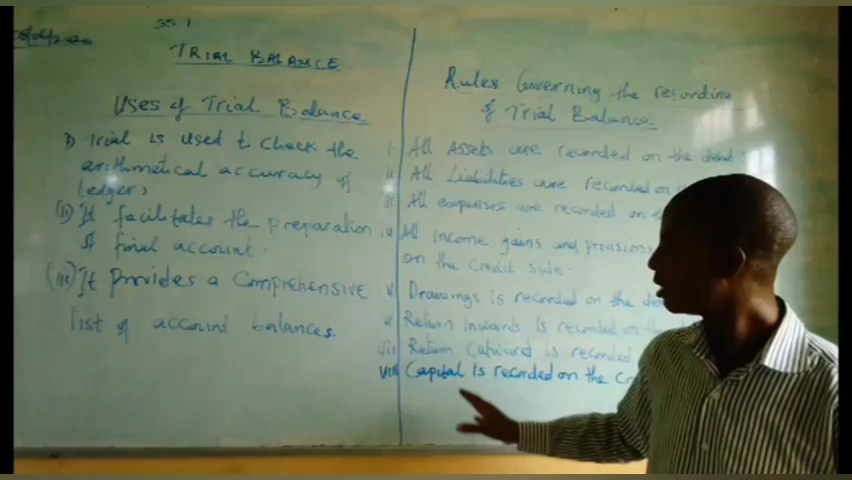 SS 1
TRIAL BALANCE
Uses of Trial Balance
I) Trial is used to check the
arithmetical accuracy of
ledgers
(ii) It facilitates the preparation
of final account.
(iii) It provides a comprehensive
list of account balances.
Rules Governing the recording
of Trial Balance
i All Assets are recorded on the debit
ii All Liabilities are recorded on
iii All expenses are recorded on the
iv All income gains and provisions
on the credit side.
v Drawings is recorded on the de
Return inwards is recorded on the
vii Return outward is recorded
viii Capital is recorded on the Cr